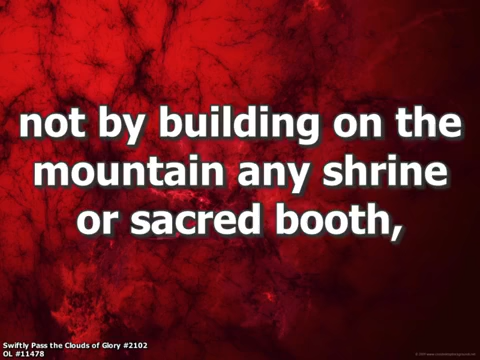 not by building on the
mountain any shrine
or sacred booth,
Swiftly Pass the Clouds of Glory #2102
OL #11478